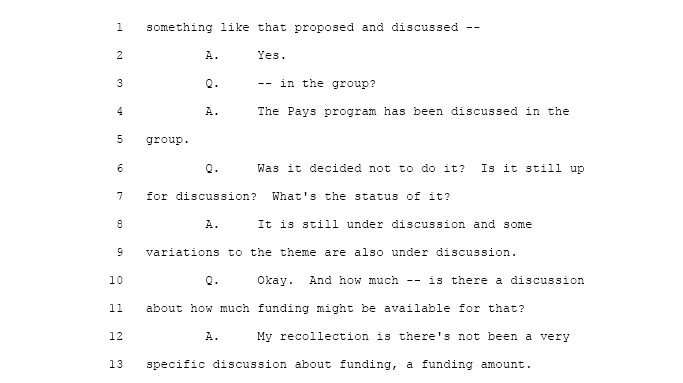 1 something like that proposed and discussed --
2 A. Yes.
3 Q. -- in the group?
4 A. The Pays program has been discussed in the
5 group.
6 Q. Was it decided not to do it? Is it still up
7 for discussion? What's the status of it?
8 A. It is still under discussion and some
9 variations to the theme are also under discussion.
10 Q. Okay. And how much -- is there a discussion
11 about how much funding might be available for that?
12 A. My recollection is there's not been a very
13 specific discussion about funding, a funding amount.